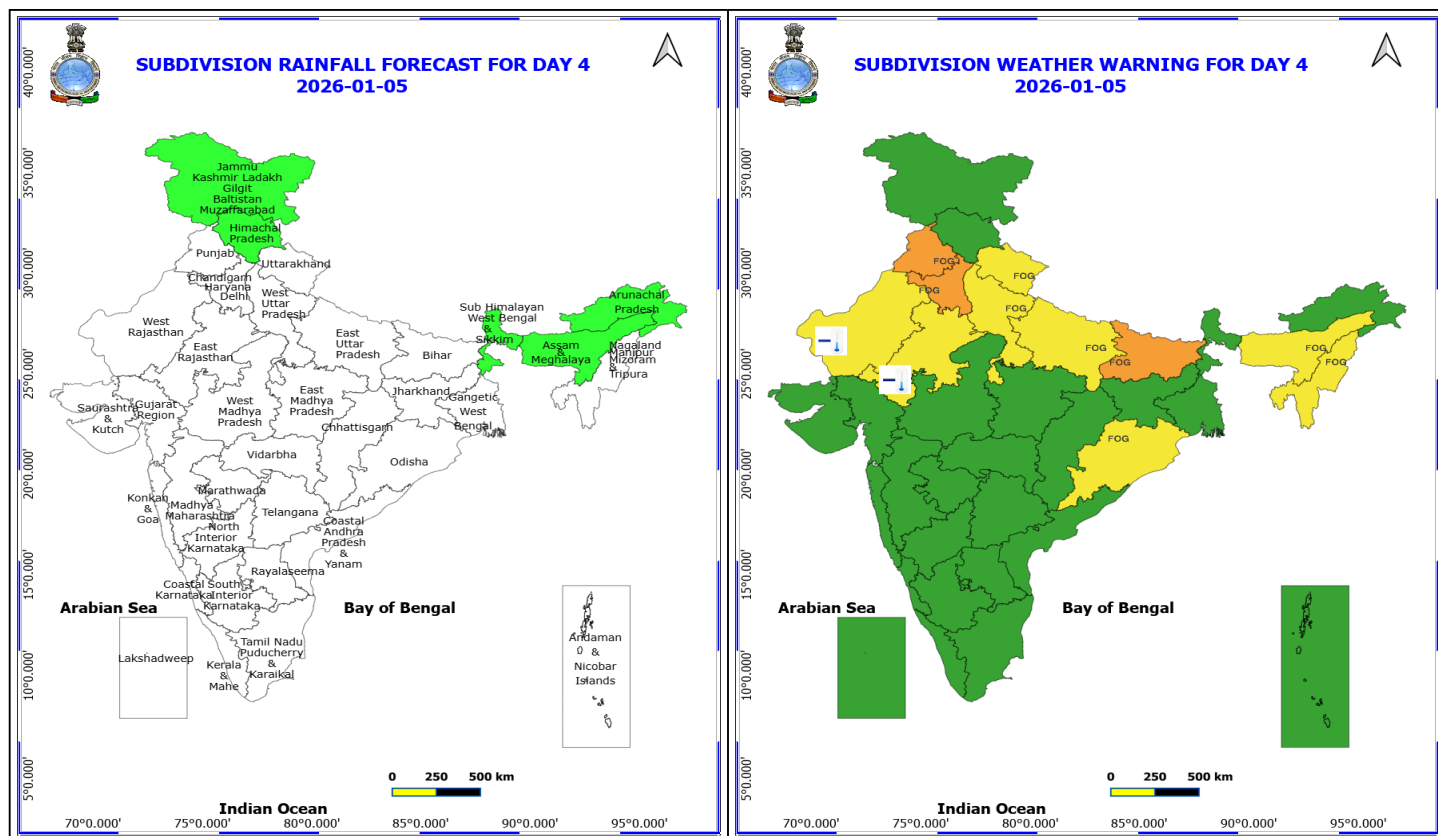 SUBDIVISION RAINFALL FORECAST FOR DAY 4
2026-01-05
40°0.000'
35°0.000'
30°0.000'
25°0.000'
20°0.000'
15°0.000'
10°0.000'
5°0.000'
Jammu
Kashmir Ladakh
Gilgit
Baltistan
Muzaffarabad
Himachal
Pradesh
Punjab
Uttarakhand
Chandigarh
Haryana
Delhi
West
Uttar
Pradesh
West
Rajasthan
East
Rajasthan
East
Uttar
Pradesh
Bihar
Sub Himalayan
West Bengal
&
Sikkim
Arunachal
Pradesh
Assam
&
Meghalaya
Nagaland
Manipur
Mizoram
&
Tripura
Saurashtra
&
Kutch
Gujarat
Region
West
Madhya
Pradesh
East
Madhya
Pradesh
Jharkhand
Gangetic
West
Bengal
Chhattisgarh
Vidarbha
Odisha
Konkan
&
Goa
Madhya
Maharashtra
Marathwada
Telangana
North
Interior
Karnataka
Coastal
Andhra
Pradesh
&
Yanam
Rayalaseema
Coastal
Karnataka
South
Interior
Karnataka
Arabian Sea
Bay of Bengal
Lakshadweep
Kerala
&
Mahe
Tamil Nadu
Puducherry
&
Karaikal
Andaman
&
Nicobar
Islands
0 250 500 km
Indian Ocean
70°0.000' 75°0.000' 80°0.000' 85°0.000' 90°0.000' 95°0.000'
SUBDIVISION WEATHER WARNING FOR DAY 4
2026-01-05
40°0.000'
35°0.000'
30°0.000'
25°0.000'
20°0.000'
15°0.000'
10°0.000'
5°0.000'
FOG
FOG
FOG
FOG
FOG
FOG
FOG
FOG
FOG
Arabian Sea
Bay of Bengal
0 250 500 km
Indian Ocean
70°0.000' 75°0.000' 80°0.000' 85°0.000' 90°0.000' 95°0.000'